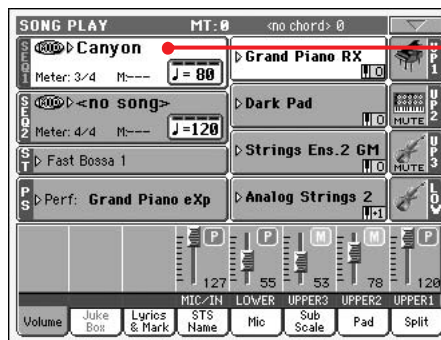 SONG PLAY MT:0 <no chord> 0
SEQ1 MIDI Canyon
Meter: 3/4 M:--- ♩= 80
SEQ2 MIDI <no song>
Meter: 4/4 M:--- ♩=120
ST Fast Bossa 1
PS Perf: Grand Piano eXp
Grand Piano RX
0
UP1
Dark Pad
0
MUTE
UP2
Strings Ens.2 GM
0
MUTE
UP3
Analog Strings 2
+1
LOW
P P M M P
127 55 53 78 120
MIC/IN LOWER UPPER3 UPPER2 UPPER1
Volume
Juke Box
Lyrics & Mark
STS Name
Mic
Sub Scale
Pad
Split